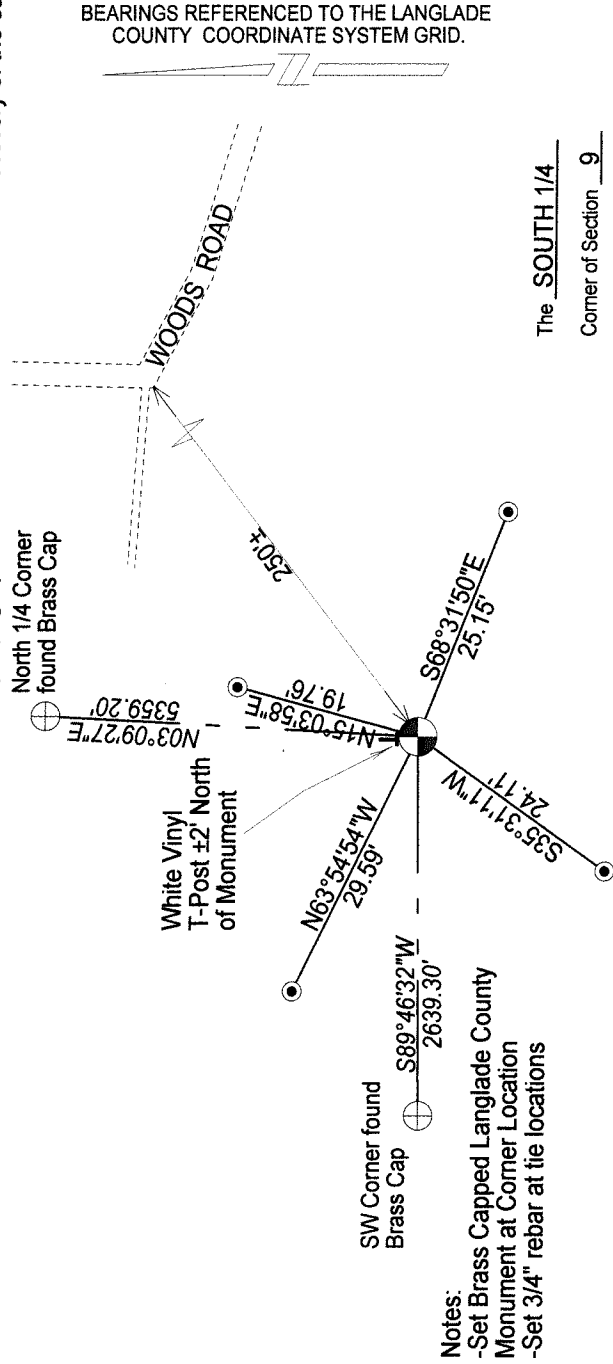 BEARINGS REFERENCED TO THE LANGLADE
COUNTY COORDINATE SYSTEM GRID.
WOODS ROAD
North 1/4 Corner
found Brass Cap
N03°09'27"E
5359.20'
250'±
White Vinyl
T-Post ±2' North
of Monument
N15°03'58"E
19.76'
S68°31'50"E
25.15'
N63°54'54"W
29.59'
S35°31'11"W
24.11'
S89°46'32"W
2639.30'
SW Corner found
Brass Cap
The SOUTH 1/4
Corner of Section 9
Notes:
-Set Brass Capped Langlade County
Monument at Corner Location
-Set 3/4" rebar at tie locations